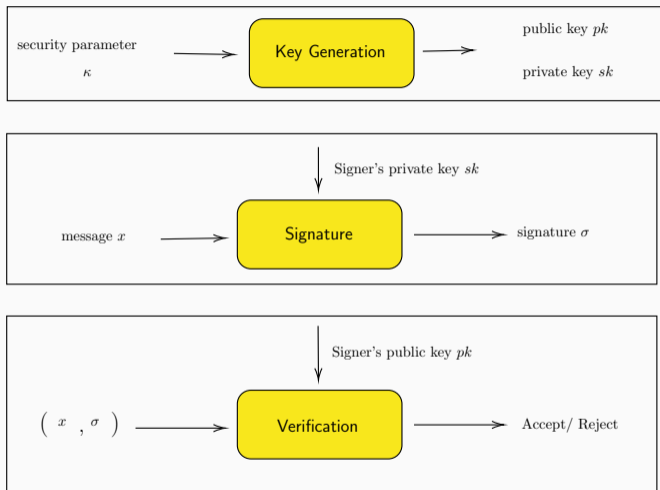 security parameter
κ
Key Generation
public key pk
private key sk
Signer's private key sk
message x
Signature
signature σ
Signer's public key pk
( x , σ )
Verification
Accept/ Reject